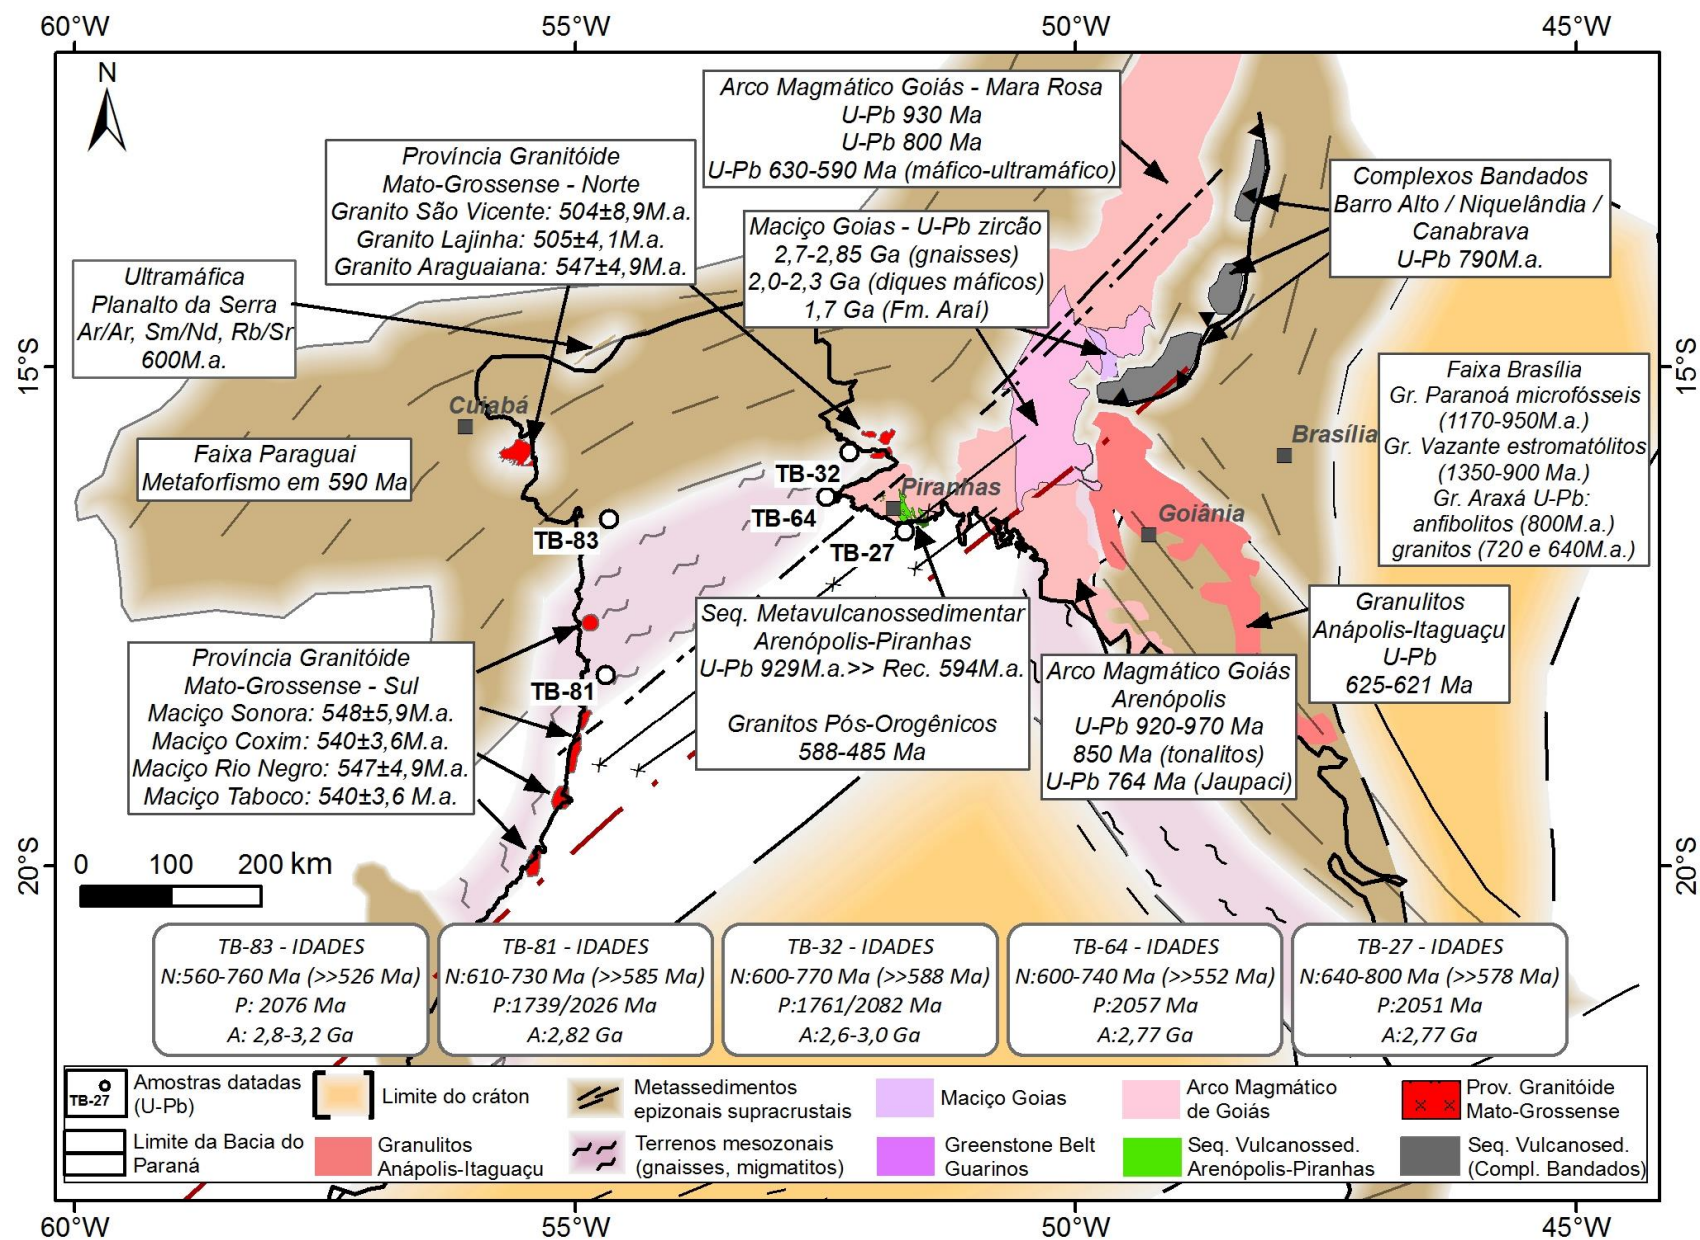 60°W
55°W
50°W
45°W
N
Arco Magmático Goiás - Mara Rosa
U-Pb 930 Ma
U-Pb 800 Ma
U-Pb 630-590 Ma (máfico-ultramáfico)
Província Granitóide
Mato-Grossense - Norte
Granito São Vicente: 504±8,9M.a.
Granito Lajinha: 505±4,1M.a.
Granito Araguaiana: 547±4,9M.a.
Complexos Bandados
Barro Alto / Niquelândia /
Canabrava
U-Pb 790M.a.
Maciço Goias - U-Pb zircão
2,7-2,85 Ga (gnaisses)
2,0-2,3 Ga (diques máficos)
1,7 Ga (Fm. Araí)
Ultramáfica
Planalto da Serra
Ar/Ar, Sm/Nd, Rb/Sr
600M.a.
15°S
15°S
Faixa Brasília
Gr. Paranoá microfósseis
(1170-950M.a.)
Gr. Vazante estromatólitos
(1350-900 Ma.)
Gr. Araxá U-Pb:
anfibolitos (800M.a.)
granitos (720 e 640M.a.)
Cuiabá
Brasília
Faixa Paraguai
Metaforfismo em 590 Ma
TB-32
Piranhas
TB-64
Goiânia
TB-83
TB-27
Seq. Metavulcanossedimentar
Arenópolis-Piranhas
U-Pb 929M.a.>> Rec. 594M.a.
Granitos Pós-Orogênicos
588-485 Ma
Granulitos
Anápolis-Itaguaçu
U-Pb
625-621 Ma
Província Granitóide
Mato-Grossense - Sul
Maciço Sonora: 548±5,9M.a.
Maciço Coxim: 540±3,6M.a.
Maciço Rio Negro: 547±4,9M.a.
Maciço Taboco: 540±3,6 M.a.
TB-81
Arco Magmático Goiás
Arenópolis
U-Pb 920-970 Ma
850 Ma (tonalitos)
U-Pb 764 Ma (Jaupaci)
0 100 200 km
20°S
20°S
TB-83 - IDADES
N:560-760 Ma (>>526 Ma)
P: 2076 Ma
A: 2,8-3,2 Ga
TB-81 - IDADES
N:610-730 Ma (>>585 Ma)
P:1739/2026 Ma
A:2,82 Ga
TB-32 - IDADES
N:600-770 Ma (>>588 Ma)
P:1761/2082 Ma
A:2,6-3,0 Ga
TB-64 - IDADES
N:600-740 Ma (>>552 Ma)
P:2057 Ma
A:2,77 Ga
TB-27 - IDADES
N:640-800 Ma (>>578 Ma)
P:2051 Ma
A:2,77 Ga
TB-27
Amostras datadas
(U-Pb)
Limite do cráton
Metassedimentos
epizonais supracrustais
Maciço Goias
Arco Magmático
de Goiás
Prov. Granitóide
Mato-Grossense
Limite da Bacia do
Paraná
Granulitos
Anápolis-Itaguaçu
Terrenos mesozonais
(gnaisses, migmatitos)
Greenstone Belt
Guarinos
Seq. Vulcanossed.
Arenópolis-Piranhas
Seq. Vulcanosed.
(Compl. Bandados)
60°W
55°W
50°W
45°W